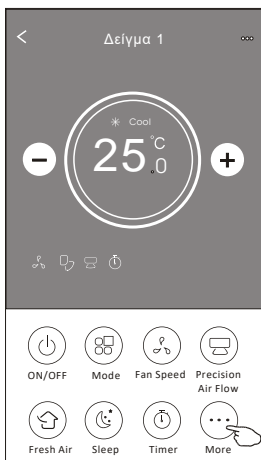 Δείγμα 1
Cool
25.0 °C
ON/OFF
Mode
Fan Speed
Precision
Air Flow
Fresh Air
Sleep
Timer
More